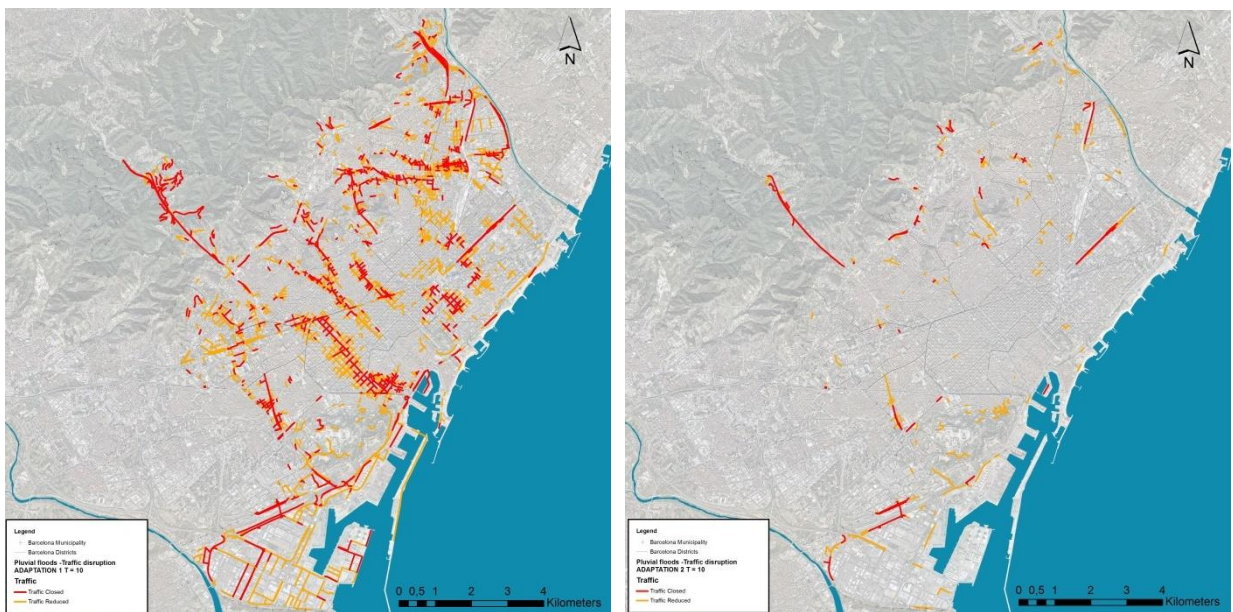 N
Legend
Barcelona Municipality
Barcelona Districts
Pluvial floods -Traffic disruption
ADAPTATION 1 T = 10
Traffic
Traffic Closed
Traffic Reduced
0 0,5 1 2 3 4
Kilometers
N
Legend
Barcelona Municipality
Barcelona Districts
Pluvial floods -Traffic disruption
ADAPTATION 2 T = 10
Traffic
Traffic Closed
Traffic Reduced
0 0,5 1 2 3 4
Kilometers